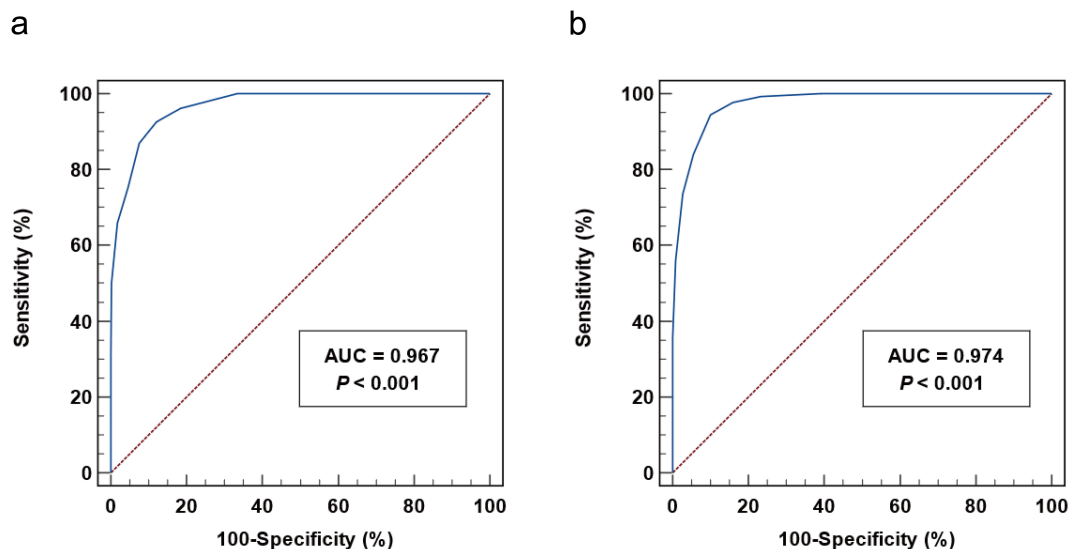 a
Sensitivity (%)
100
80
60
40
20
0
AUC = 0.967
P < 0.001
0 20 40 60 80 100
100-Specificity (%)
b
Sensitivity (%)
100
80
60
40
20
0
AUC = 0.974
P < 0.001
0 20 40 60 80 100
100-Specificity (%)